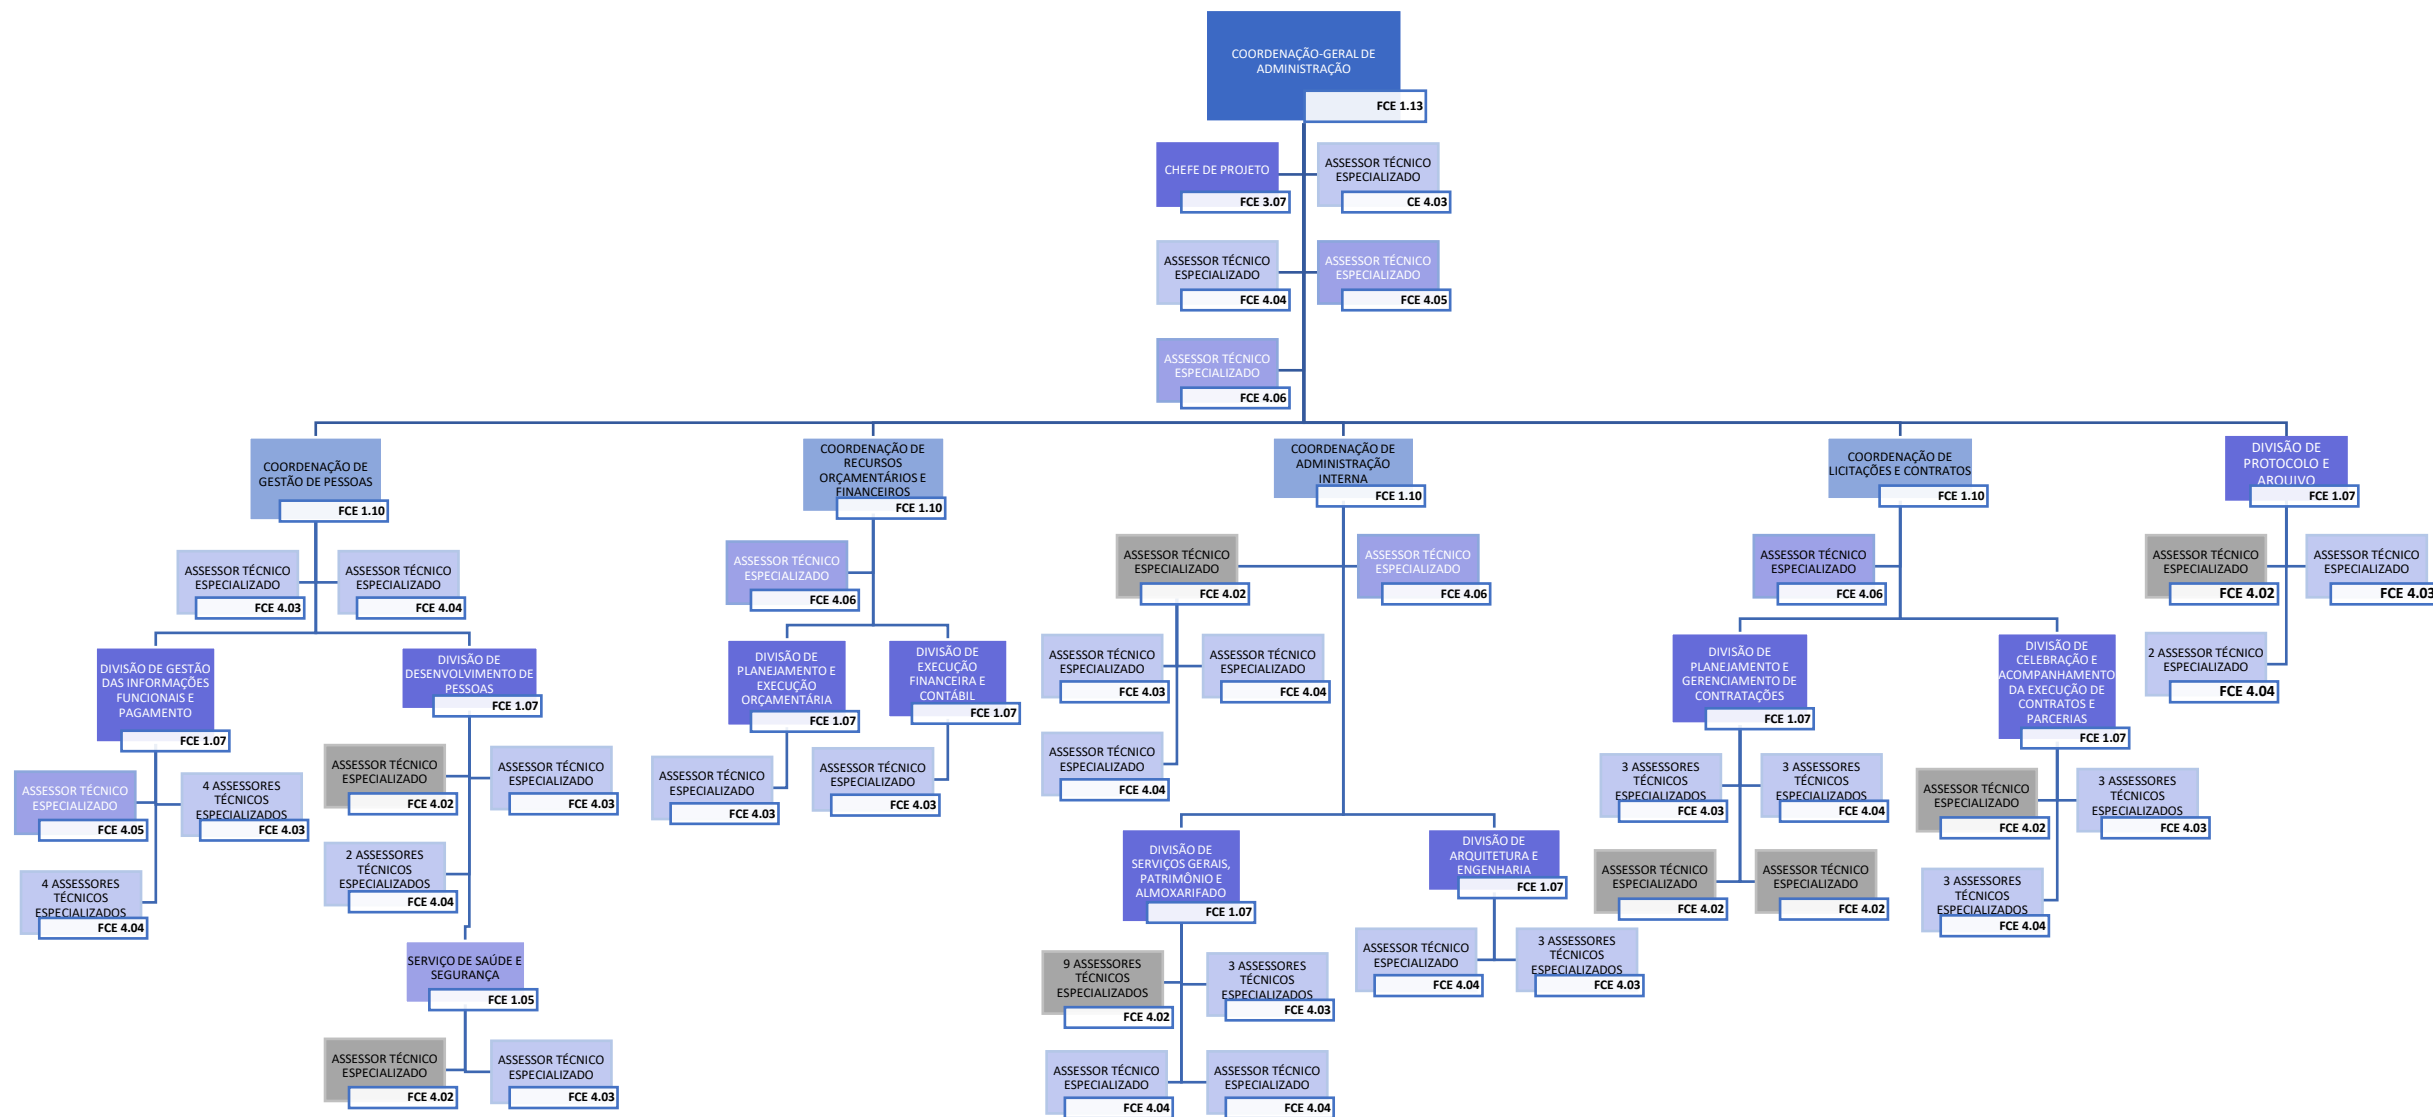 COORDENAÇÃO-GERAL DE
ADMINISTRAÇÃO
FCE 1.13
CHEFE DE PROJETO
FCE 3.07
ASSESSOR TÉCNICO
ESPECIALIZADO
CE 4.03
ASSESSOR TÉCNICO
ESPECIALIZADO
FCE 4.04
ASSESSOR TÉCNICO
ESPECIALIZADO
FCE 4.05
ASSESSOR TÉCNICO
ESPECIALIZADO
FCE 4.06
COORDENAÇÃO DE
GESTÃO DE PESSOAS
FCE 1.10
ASSESSOR TÉCNICO
ESPECIALIZADO
FCE 4.03
ASSESSOR TÉCNICO
ESPECIALIZADO
FCE 4.04
DIVISÃO DE GESTÃO
DAS INFORMAÇÕES
FUNCIONAIS E
PAGAMENTO
FCE 1.07
ASSESSOR TÉCNICO
ESPECIALIZADO
FCE 4.05
4 ASSESSORES
TÉCNICOS
ESPECIALIZADOS
FCE 4.03
4 ASSESSORES
TÉCNICOS
ESPECIALIZADOS
FCE 4.04
DIVISÃO DE
DESENVOLVIMENTO DE
PESSOAS
FCE 1.07
ASSESSOR TÉCNICO
ESPECIALIZADO
FCE 4.02
ASSESSOR TÉCNICO
ESPECIALIZADO
FCE 4.03
2 ASSESSORES
TÉCNICOS
ESPECIALIZADOS
FCE 4.04
SERVIÇO DE SAÚDE E
SEGURANÇA
FCE 1.05
ASSESSOR TÉCNICO
ESPECIALIZADO
FCE 4.02
ASSESSOR TÉCNICO
ESPECIALIZADO
FCE 4.03
COORDENAÇÃO DE
RECURSOS
ORÇAMENTÁRIOS E
FINANCEIROS
FCE 1.10
ASSESSOR TÉCNICO
ESPECIALIZADO
FCE 4.06
DIVISÃO DE
PLANEJAMENTO E
EXECUÇÃO
ORÇAMENTÁRIA
FCE 1.07
ASSESSOR TÉCNICO
ESPECIALIZADO
FCE 4.03
DIVISÃO DE
EXECUÇÃO
FINANCEIRA E
CONTÁBIL
FCE 1.07
ASSESSOR TÉCNICO
ESPECIALIZADO
FCE 4.03
COORDENAÇÃO DE
ADMINISTRAÇÃO
INTERNA
FCE 1.10
ASSESSOR TÉCNICO
ESPECIALIZADO
FCE 4.02
ASSESSOR TÉCNICO
ESPECIALIZADO
FCE 4.06
ASSESSOR TÉCNICO
ESPECIALIZADO
FCE 4.03
ASSESSOR TÉCNICO
ESPECIALIZADO
FCE 4.04
ASSESSOR TÉCNICO
ESPECIALIZADO
FCE 4.04
DIVISÃO DE
SERVIÇOS GERAIS,
PATRIMÔNIO E
ALMOXARIFADO
FCE 1.07
9 ASSESSORES
TÉCNICOS
ESPECIALIZADOS
FCE 4.02
3 ASSESSORES
TÉCNICOS
ESPECIALIZADOS
FCE 4.03
ASSESSOR TÉCNICO
ESPECIALIZADO
FCE 4.04
ASSESSOR TÉCNICO
ESPECIALIZADO
FCE 4.04
DIVISÃO DE
ARQUITETURA E
ENGENHARIA
FCE 1.07
ASSESSOR TÉCNICO
ESPECIALIZADO
FCE 4.04
3 ASSESSORES
TÉCNICOS
ESPECIALIZADOS
FCE 4.03
COORDENAÇÃO DE
LICITAÇÕES E CONTRATOS
FCE 1.10
ASSESSOR TÉCNICO
ESPECIALIZADO
FCE 4.06
DIVISÃO DE
PLANEJAMENTO E
GERENCIAMENTO DE
CONTRATAÇÕES
FCE 1.07
3 ASSESSORES
TÉCNICOS
ESPECIALIZADOS
FCE 4.03
3 ASSESSORES
TÉCNICOS
ESPECIALIZADOS
FCE 4.04
ASSESSOR TÉCNICO
ESPECIALIZADO
FCE 4.02
ASSESSOR TÉCNICO
ESPECIALIZADO
FCE 4.02
DIVISÃO DE
CELEBRAÇÃO E
ACOMPANHAMENTO
DA EXECUÇÃO DE
CONTRATOS E
PARCERIAS
FCE 1.07
ASSESSOR TÉCNICO
ESPECIALIZADO
FCE 4.02
3 ASSESSORES
TÉCNICOS
ESPECIALIZADOS
FCE 4.03
3 ASSESSORES
TÉCNICOS
ESPECIALIZADOS
FCE 4.04
DIVISÃO DE
PROTOCOLO E
ARQUIVO
FCE 1.07
ASSESSOR TÉCNICO
ESPECIALIZADO
FCE 4.02
ASSESSOR TÉCNICO
ESPECIALIZADO
FCE 4.03
2 ASSESSOR TÉCNICO
ESPECIALIZADO
FCE 4.04